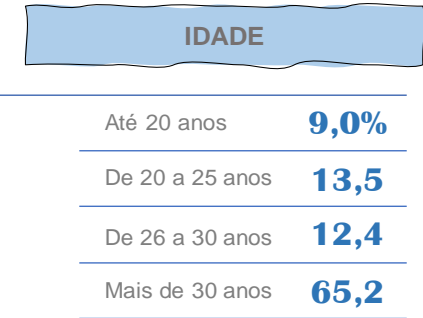 IDADE
Até 20 anos 9,0%
De 20 a 25 anos 13,5
De 26 a 30 anos 12,4
Mais de 30 anos 65,2